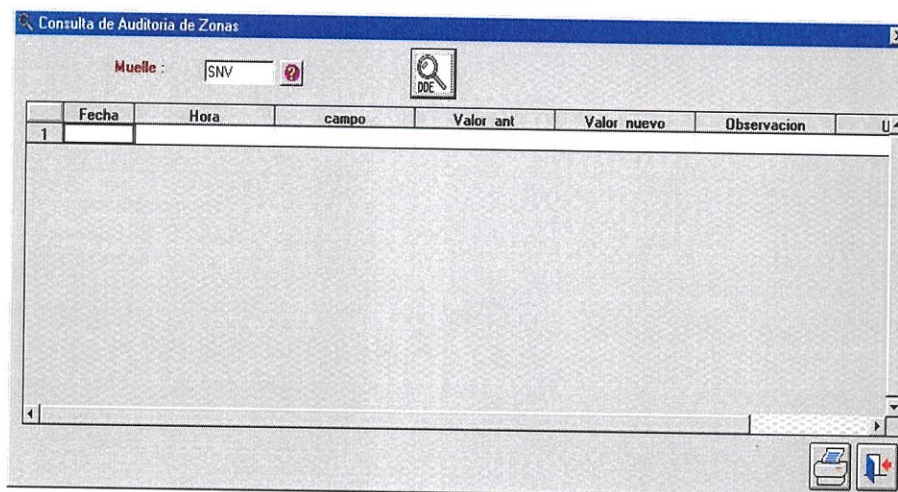 Consulta de Auditoria de Zonas
Muelle : SNV
DDE
Fecha Hora campo Valor ant Valor nuevo Observacion U
1